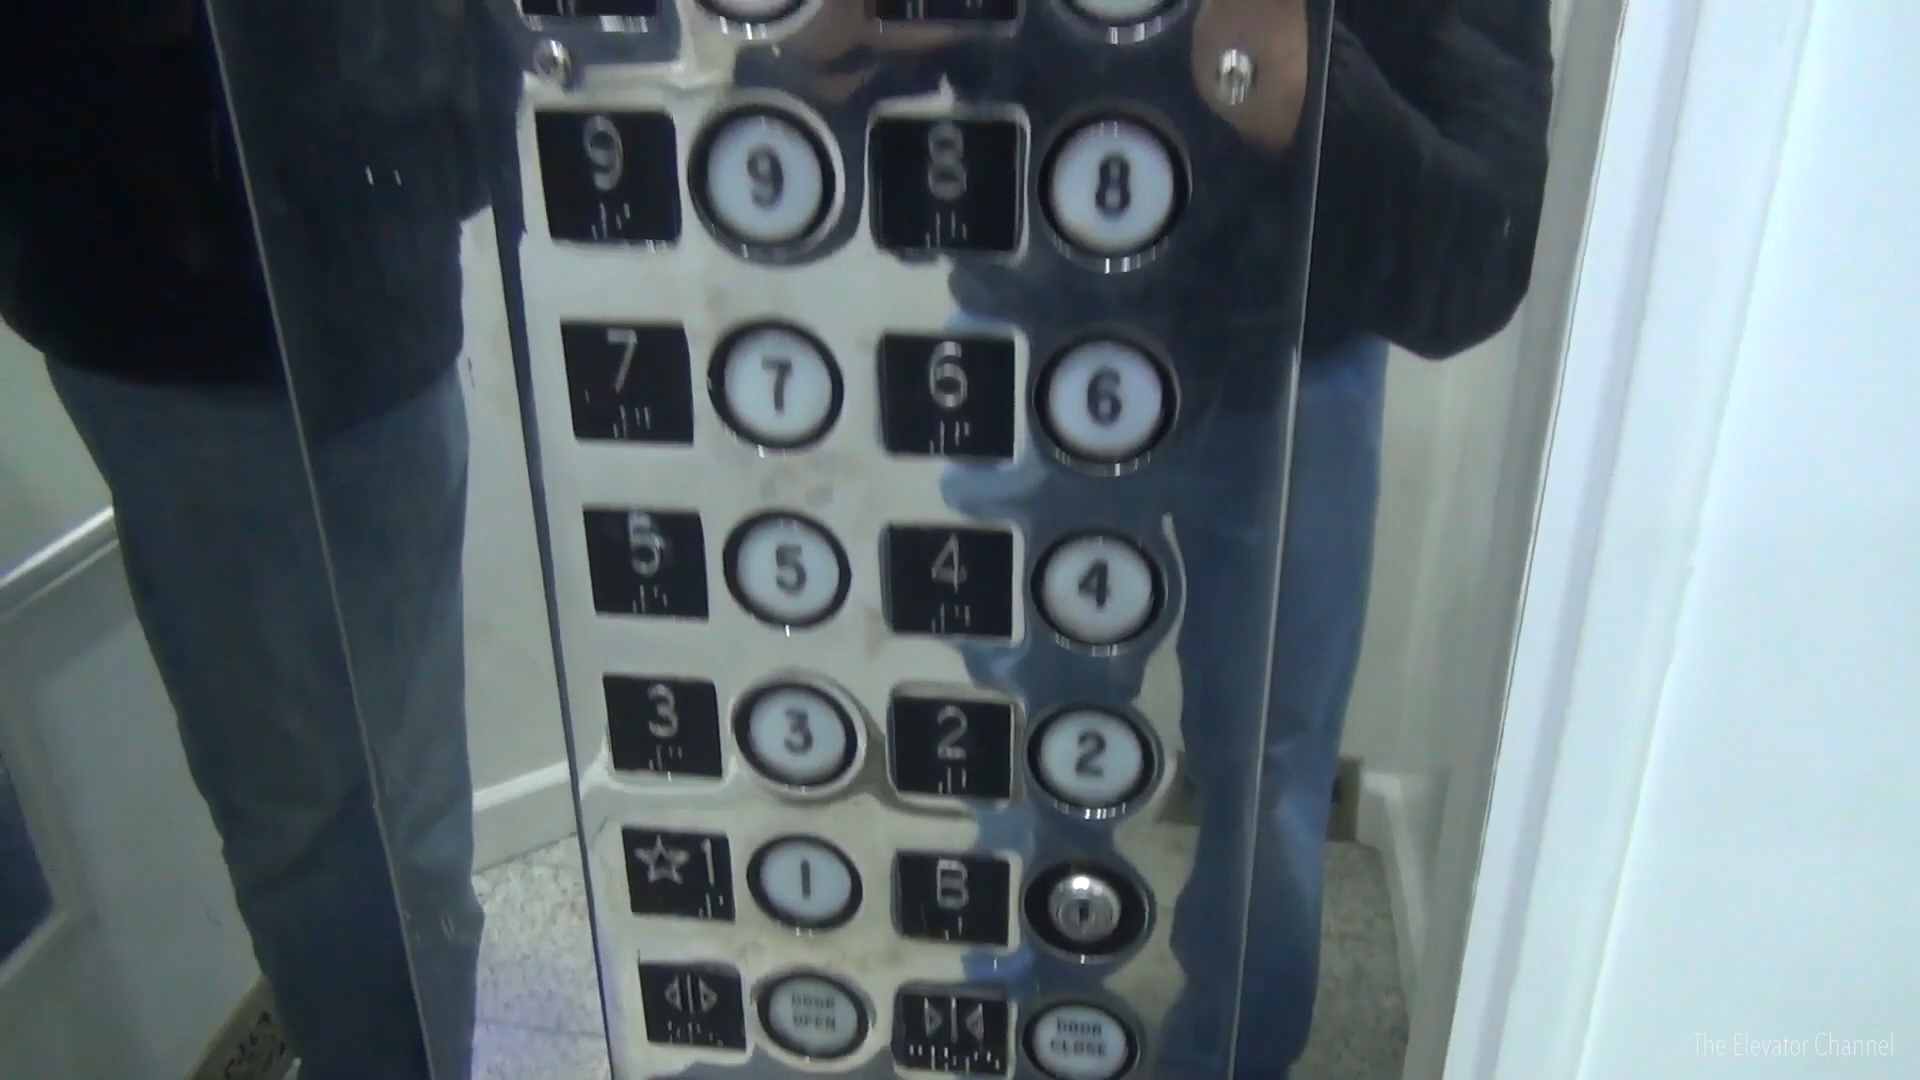 9 9 8 8
7 7 6 6
5 5 4 4
3 3 2 2
☆1 1 B
DOOR
OPEN
DOOR
CLOSE
The Elevator Channel